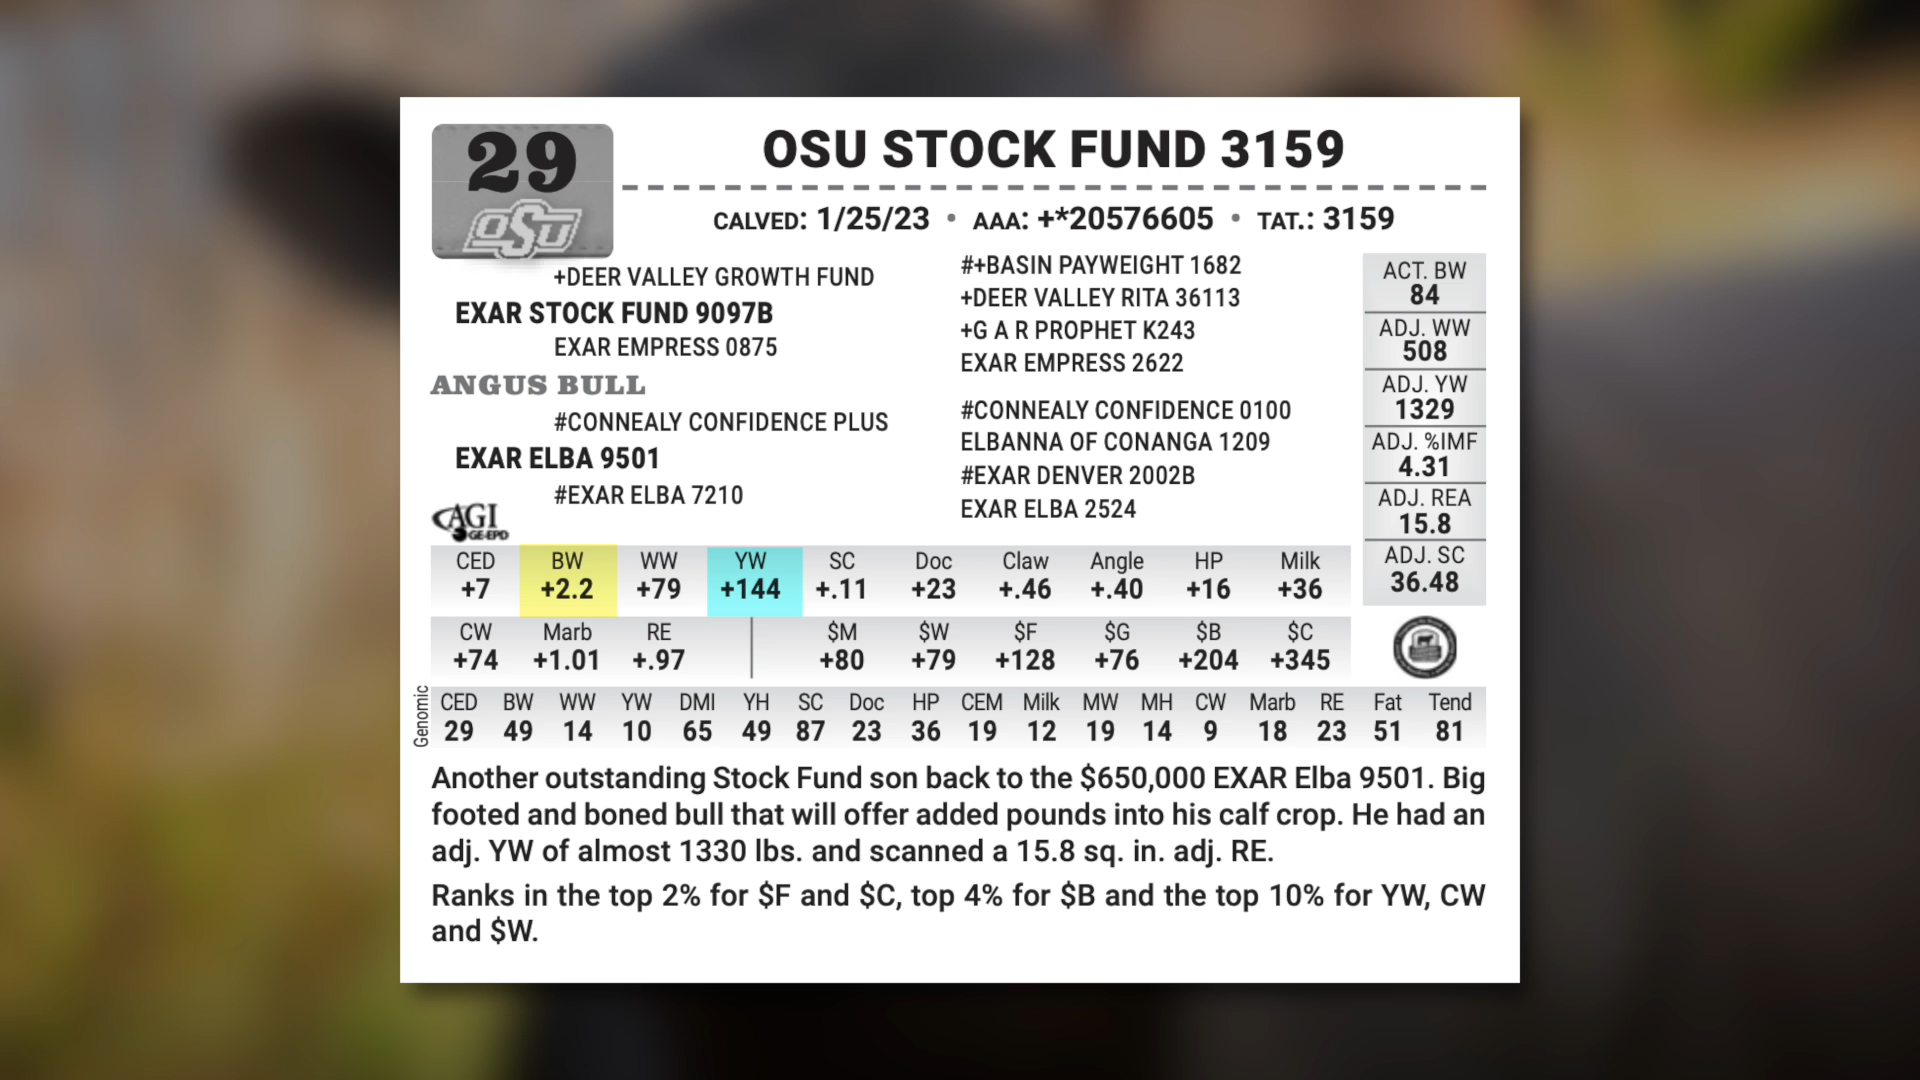 29
OSU
OSU STOCK FUND 3159
CALVED: 1/25/23 • AAA: +*20576605 • TAT.: 3159
+DEER VALLEY GROWTH FUND
EXAR STOCK FUND 9097B
EXAR EMPRESS 0875
ANGUS BULL
#CONNEALY CONFIDENCE PLUS
EXAR ELBA 9501
#EXAR ELBA 7210
#+BASIN PAYWEIGHT 1682
+DEER VALLEY RITA 36113
+G A R PROPHET K243
EXAR EMPRESS 2622
#CONNEALY CONFIDENCE 0100
ELBANNA OF CONANGA 1209
#EXAR DENVER 2002B
EXAR ELBA 2524
ACT. BW
84
ADJ. WW
508
ADJ. YW
1329
ADJ. %IMF
4.31
ADJ. REA
15.8
ADJ. SC
36.48
AGI
GE-EPD
CED BW WW YW SC Doc Claw Angle HP Milk
+7 +2.2 +79 +144 +.11 +23 +.46 +.40 +16 +36
CW Marb RE $M $W $F $G $B $C
+74 +1.01 +.97 +80 +79 +128 +76 +204 +345
Genomic
CED BW WW YW DMI YH SC Doc HP CEM Milk MW MH CW Marb RE Fat Tend
29 49 14 10 65 49 87 23 36 19 12 19 14 9 18 23 51 81
Another outstanding Stock Fund son back to the $650,000 EXAR Elba 9501. Big
footed and boned bull that will offer added pounds into his calf crop. He had an
adj. YW of almost 1330 lbs. and scanned a 15.8 sq. in. adj. RE.
Ranks in the top 2% for $F and $C, top 4% for $B and the top 10% for YW, CW
and $W.